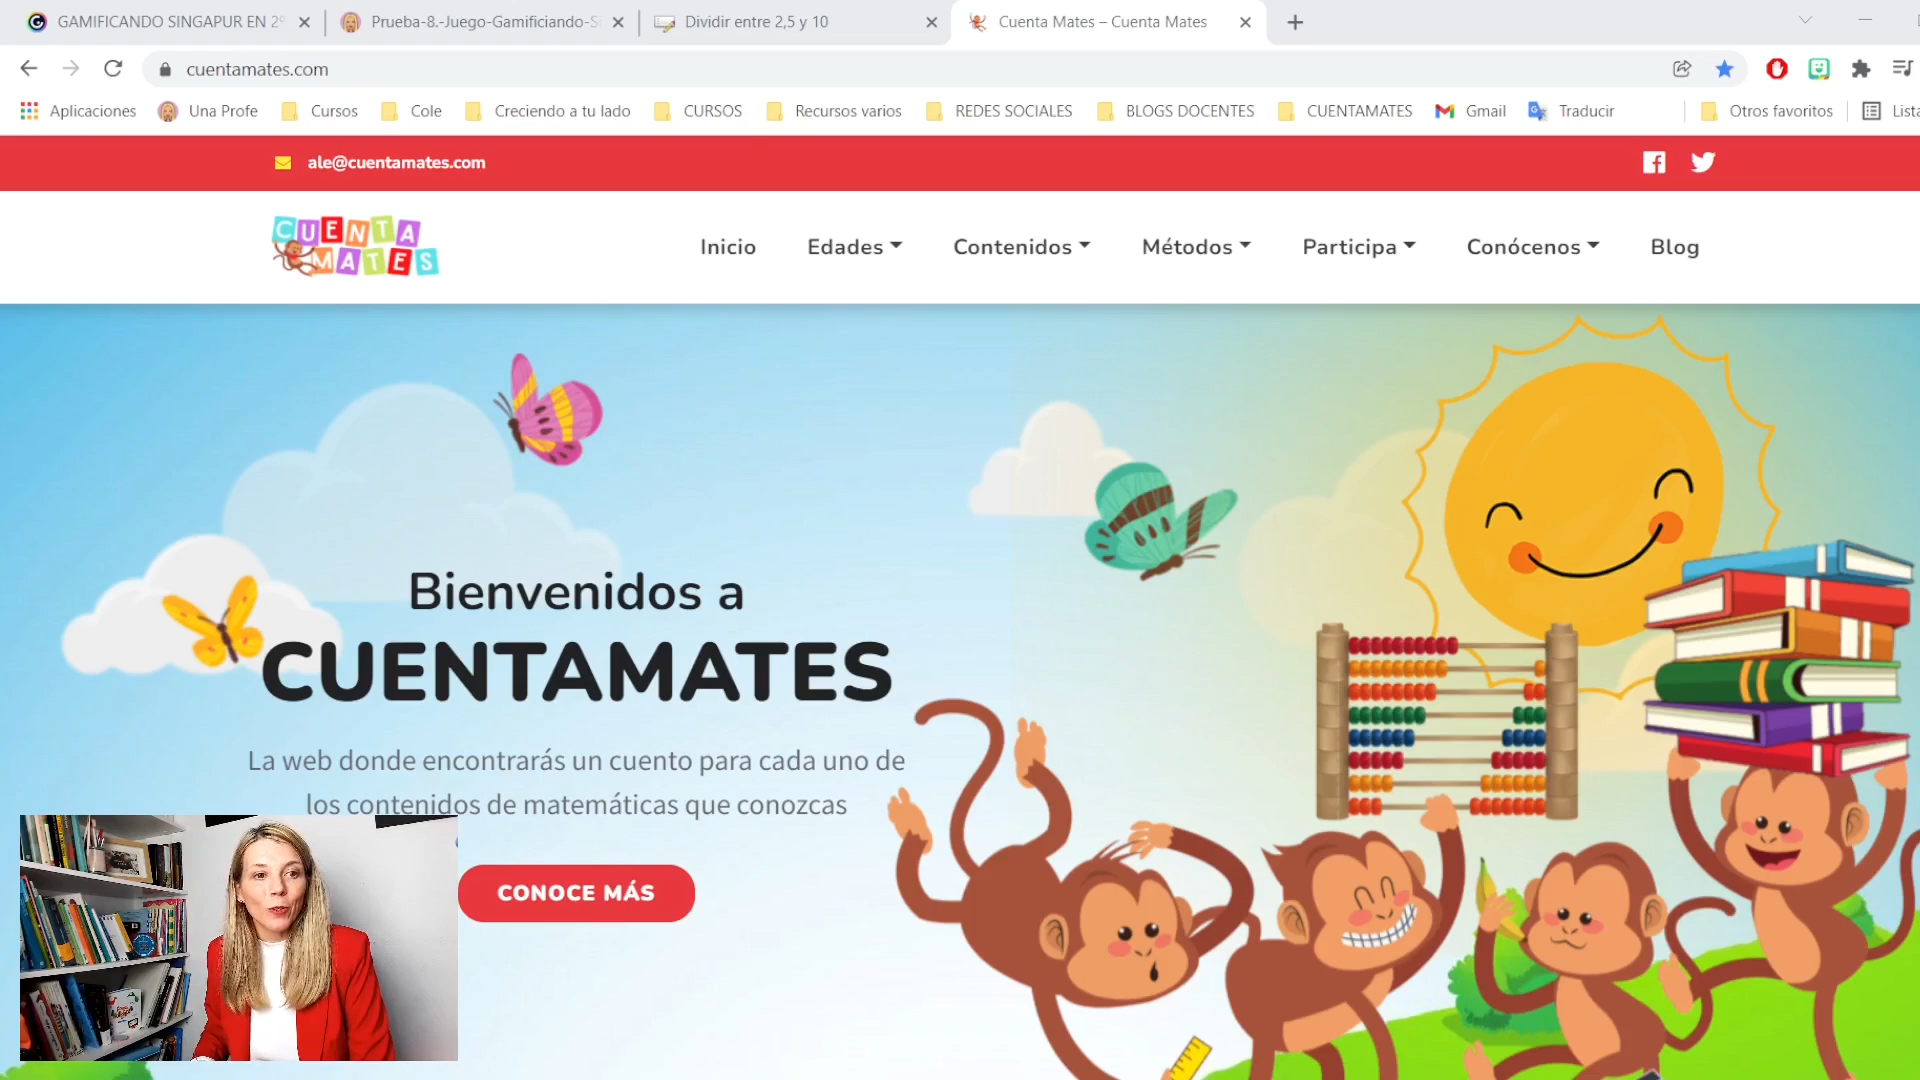 GAMIFICANDO SINGAPUR EN 2º
Prueba-8.-Juego-Gamificiando-S
Dividir entre 2,5 y 10
Cuenta Mates – Cuenta Mates
cuentamates.com
Aplicaciones
Una Profe
Cursos
Cole
Creciendo a tu lado
CURSOS
Recursos varios
REDES SOCIALES
BLOGS DOCENTES
CUENTAMATES
Gmail
Traducir
Otros favoritos
Lista
ale@cuentamates.com
CUENTA
MATES
Inicio
Edades
Contenidos
Métodos
Participa
Conócenos
Blog
Bienvenidos a
CUENTAMATES
La web donde encontrarás un cuento para cada uno de
los contenidos de matemáticas que conozcas
CONOCE MÁS